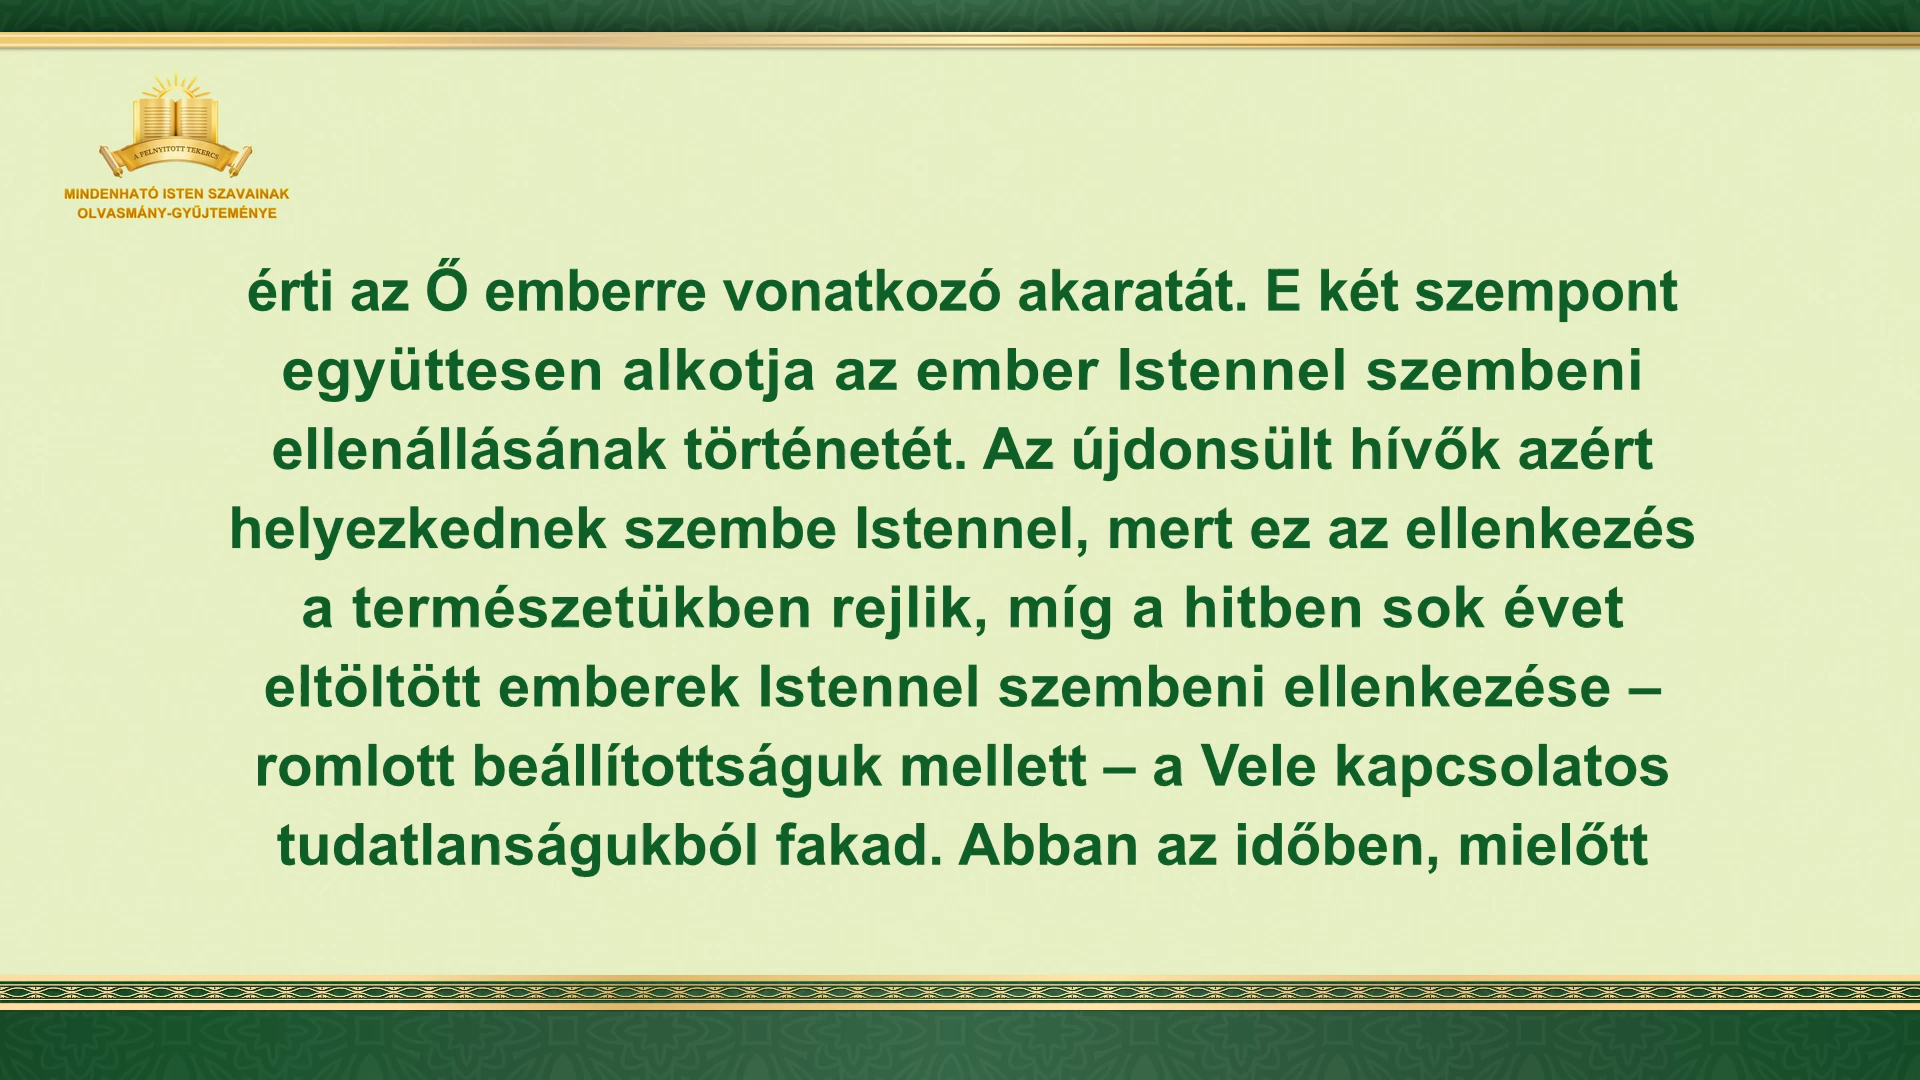 A FELNYITOTT TEKERCS
MINDENHATÓ ISTEN SZAVAINAK
OLVASMÁNY-GYŰJTEMÉNYE
érti az Ő emberre vonatkozó akaratát. E két szempont
együttesen alkotja az ember Istennel szembeni
ellenállásának történetét. Az újdonsült hívők azért
helyezkednek szembe Istennel, mert ez az ellenkezés
a természetükben rejlik, míg a hitben sok évet
eltöltött emberek Istennel szembeni ellenkezése –
romlott beállítottságuk mellett – a Vele kapcsolatos
tudatlanságukból fakad. Abban az időben, mielőtt